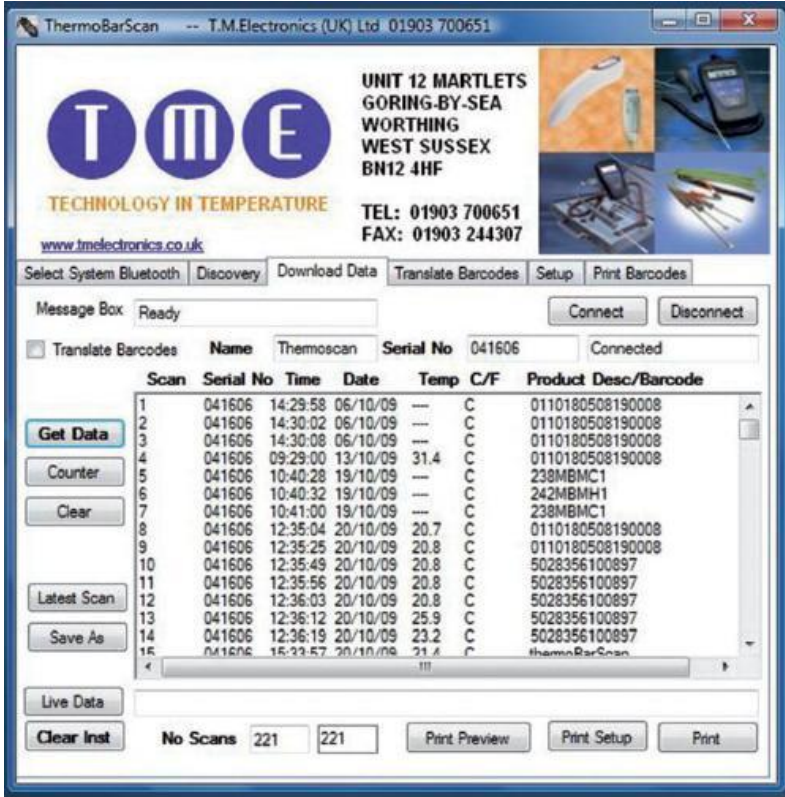 ThermoBarScan -- T.M.Electronics (UK) Ltd 01903 700651
TME
TECHNOLOGY IN TEMPERATURE
www.tmelectronics.co.uk
UNIT 12 MARTLETS
GORING-BY-SEA
WORTHING
WEST SUSSEX
BN12 4HF
TEL: 01903 700651
FAX: 01903 244307
Select System Bluetooth Discovery Download Data Translate Barcodes Setup Print Barcodes
Message Box Ready Connect Disconnect
Translate Barcodes Name Thermoscan Serial No 041606 Connected
Scan Serial No Time Date Temp C/F Product Desc/Barcode
1 041606 14:29:58 06/10/09 --- C 0110180508190008
2 041606 14:30:02 06/10/09 --- C 0110180508190008
3 041606 14:30:08 06/10/09 --- C 0110180508190008
4 041606 09:29:00 13/10/09 31.4 C 0110180508190008
5 041606 10:40:28 19/10/09 --- C 238MBMC1
6 041606 10:40:32 19/10/09 --- C 242MBMH1
7 041606 10:41:00 19/10/09 --- C 238MBMC1
8 041606 12:35:04 20/10/09 20.7 C 0110180508190008
9 041606 12:35:25 20/10/09 20.8 C 0110180508190008
10 041606 12:35:49 20/10/09 20.8 C 5028356100897
11 041606 12:35:56 20/10/09 20.8 C 5028356100897
12 041606 12:36:03 20/10/09 20.8 C 5028356100897
13 041606 12:36:12 20/10/09 25.9 C 5028356100897
14 041606 12:36:19 20/10/09 23.2 C 5028356100897
15 041606 15:33:57 20/10/09 21.4 C thermoBarScan
Get Data
Counter
Clear
Latest Scan
Save As
Live Data
Clear Inst No Scans 221 221 Print Preview Print Setup Print